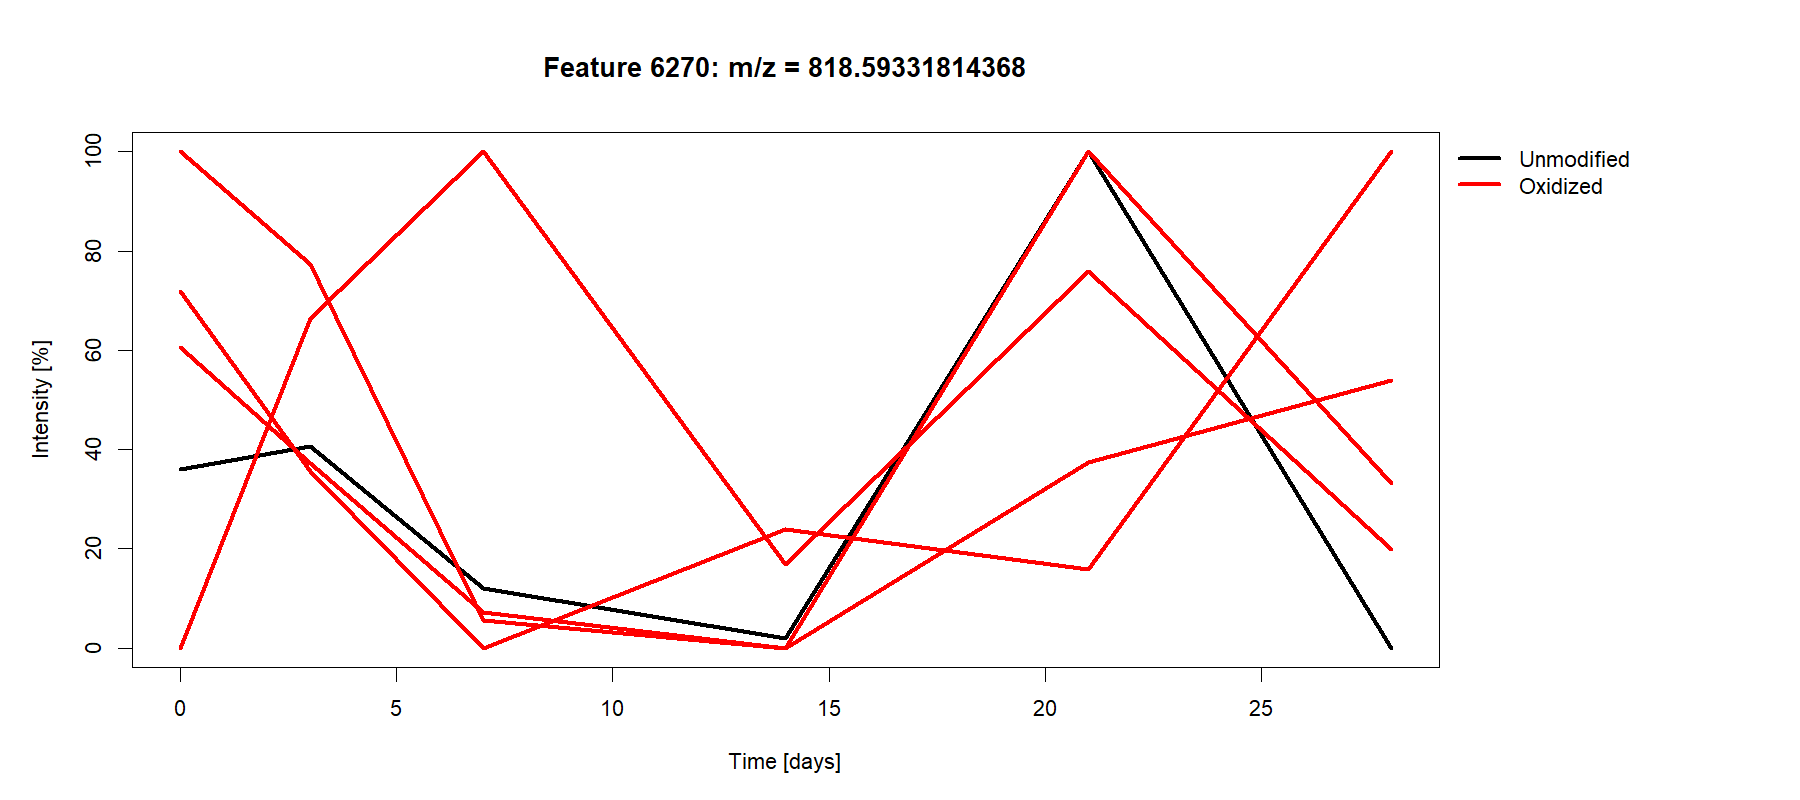 Feature 6270: m/z = 818.59331814368
Unmodified
Oxidized
Intensity [%]
100
80
60
40
20
0
0 5 10 15 20 25
Time [days]